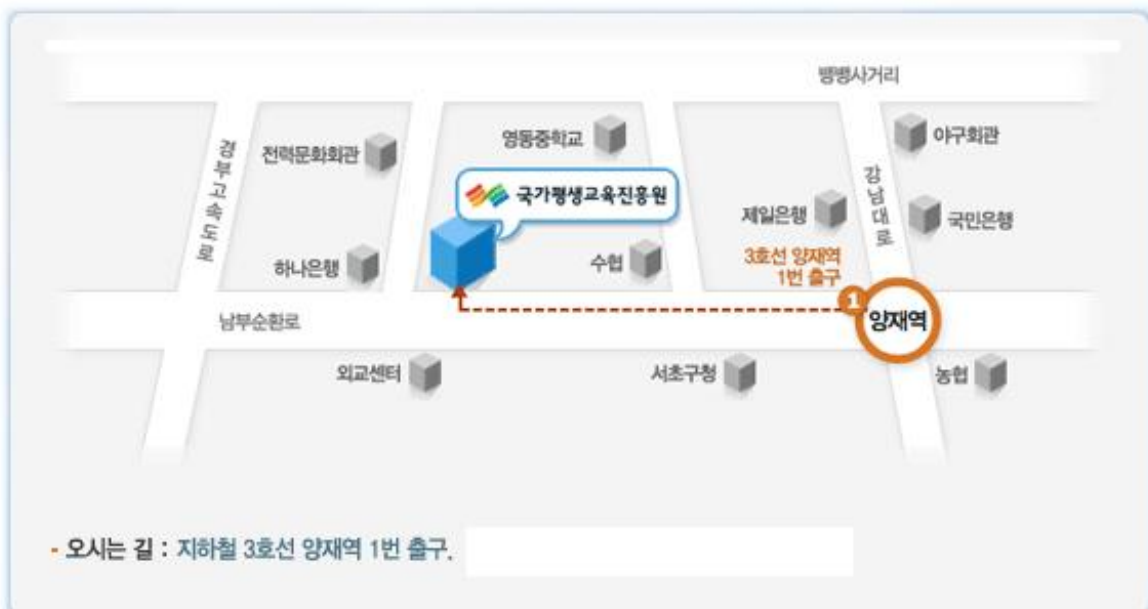 뱅뱅사거리
영동중학교
야구회관
전력문화회관
경부고속도로
강남대로
국가평생교육진흥원
제일은행
국민은행
하나은행
수협
3호선 양재역
1번 출구
1
양재역
남부순환로
외교센터
서초구청
농협
- 오시는 길 : 지하철 3호선 양재역 1번 출구.